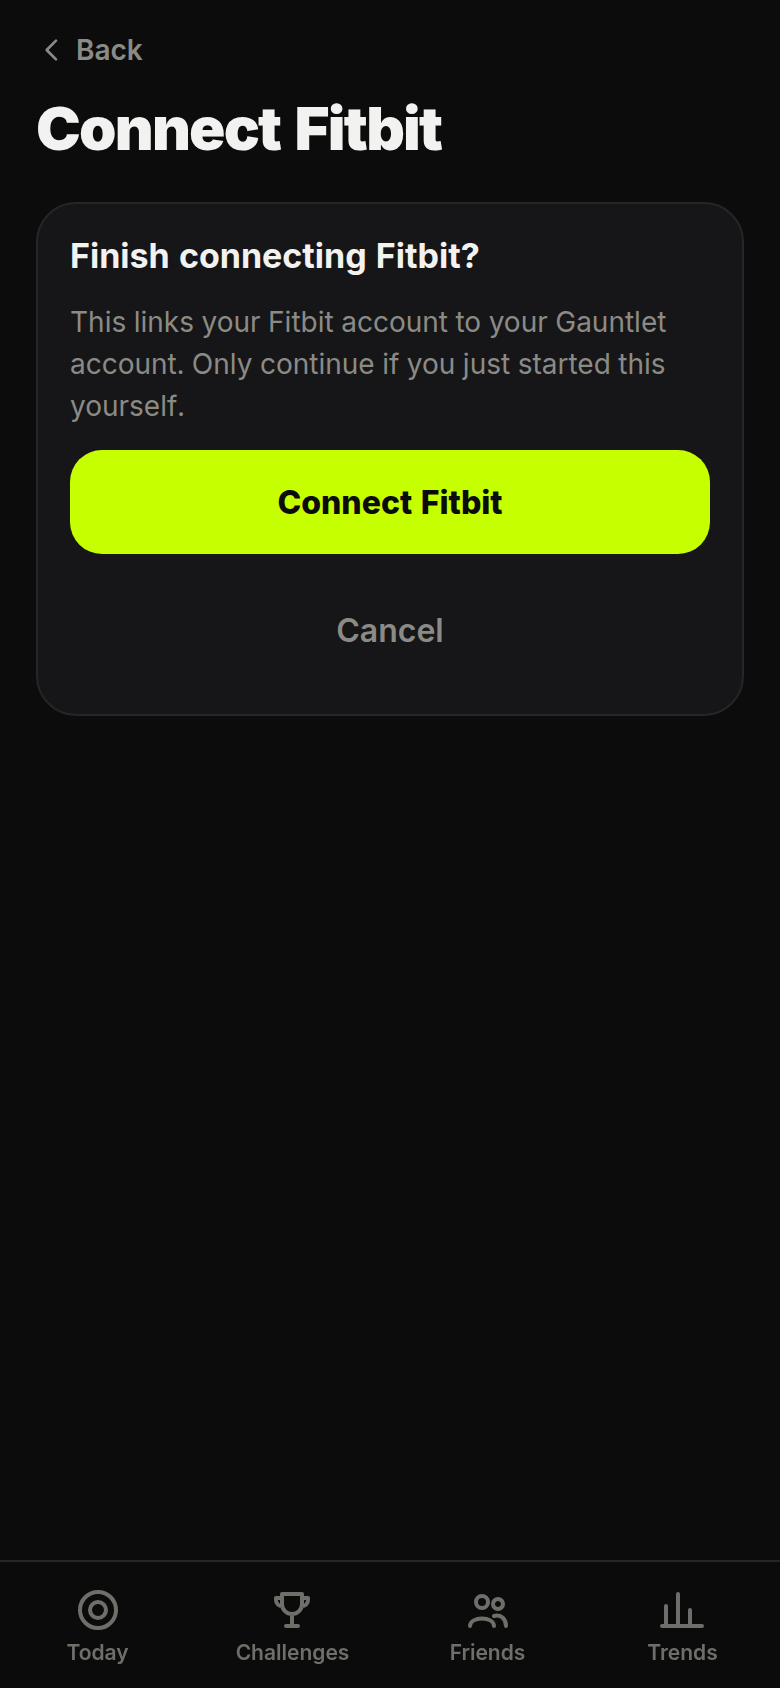 Back
Connect Fitbit
Finish connecting Fitbit?
This links your Fitbit account to your Gauntlet
account. Only continue if you just started this
yourself.
Connect Fitbit
Cancel
Today
Challenges
Friends
Trends